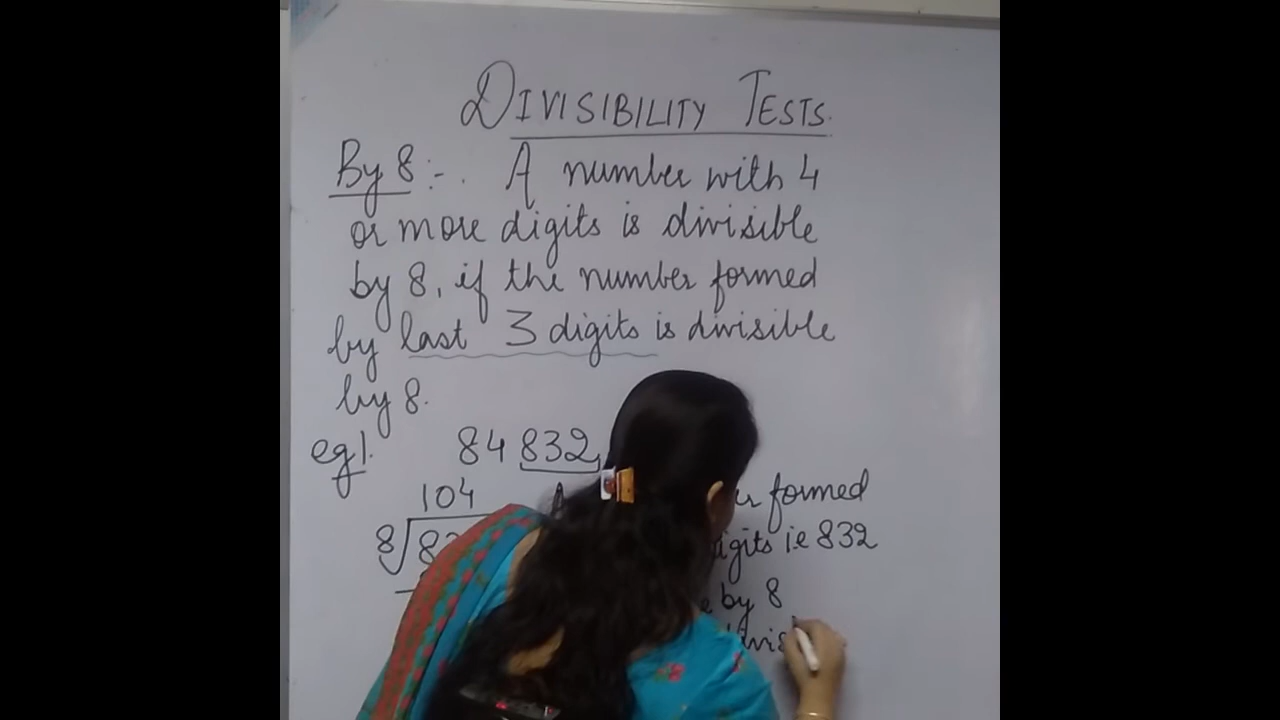 DIVISIBILITY TESTS.
By 8:-. A number with 4
or more digits is divisible
by 8, if the number formed
by last 3 digits is divisible
by 8.
eg1. 84 832
104
formed
8
digits i.e 832
by 8